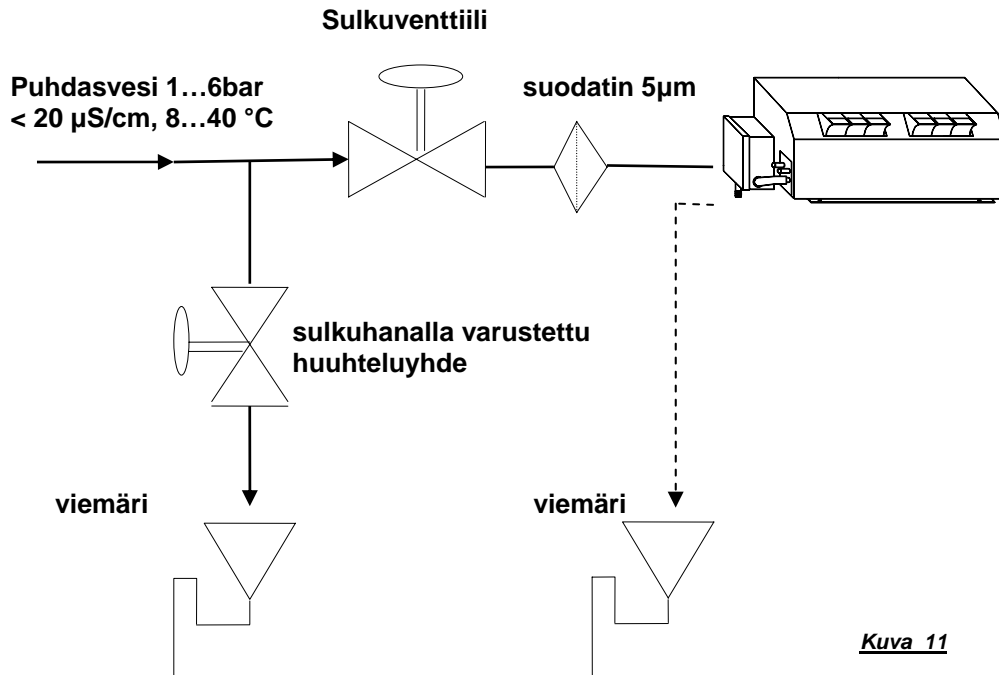 Sulkuventtiili
Puhdasvesi 1…6bar
< 20 µS/cm, 8…40 °C
suodatin 5µm
sulkuhanalla varustettu
huuhteluyhde
viemäri
viemäri
Kuva 11